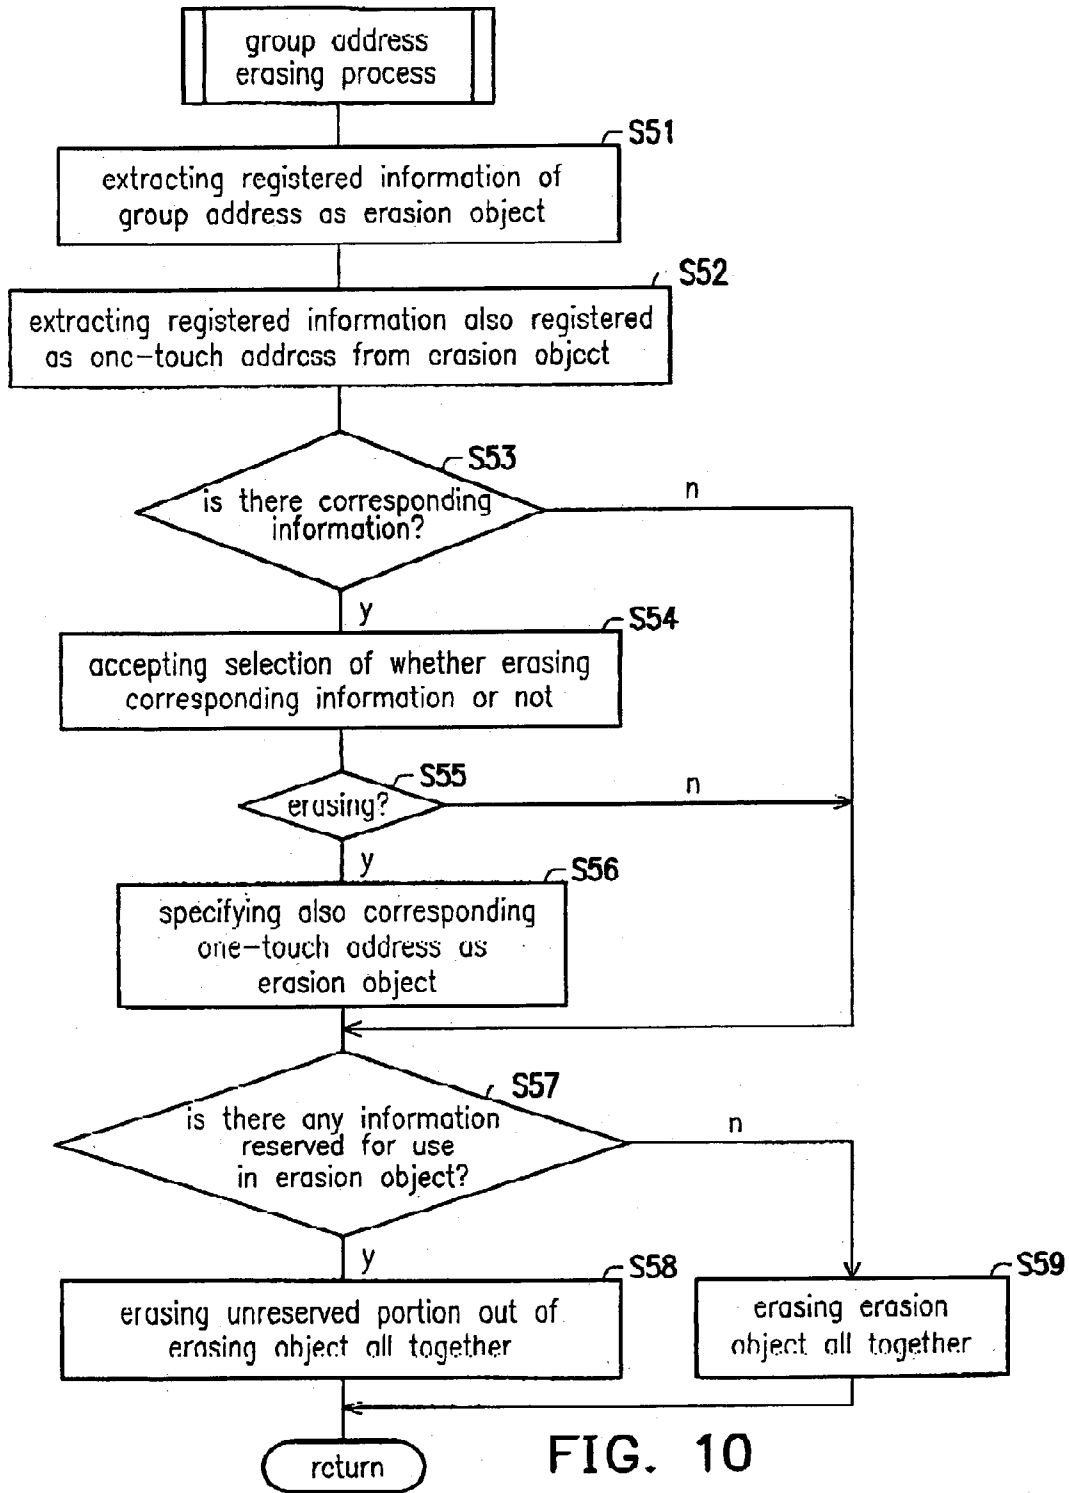 group address
erasing process
S51
extracting registered information of
group address as erasion object
S52
extracting registered information also registered
as one-touch address from erasion object
S53
is there corresponding
information?
n
y
S54
accepting selection of whether erasing
corresponding information or not
S55
erasing?
n
y
S56
specifying also corresponding
one-touch address as
erasion object
S57
is there any information
reserved for use
in erasion object?
n
y
S58
erasing unreserved portion out of
erasing object all together
S59
erasing erasion
object all together
return
FIG. 10